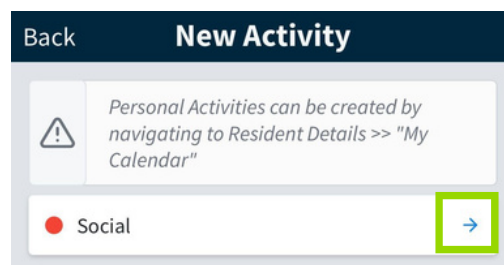 Back New Activity
Personal Activities can be created by
navigating to Resident Details >> "My
Calendar"
Social